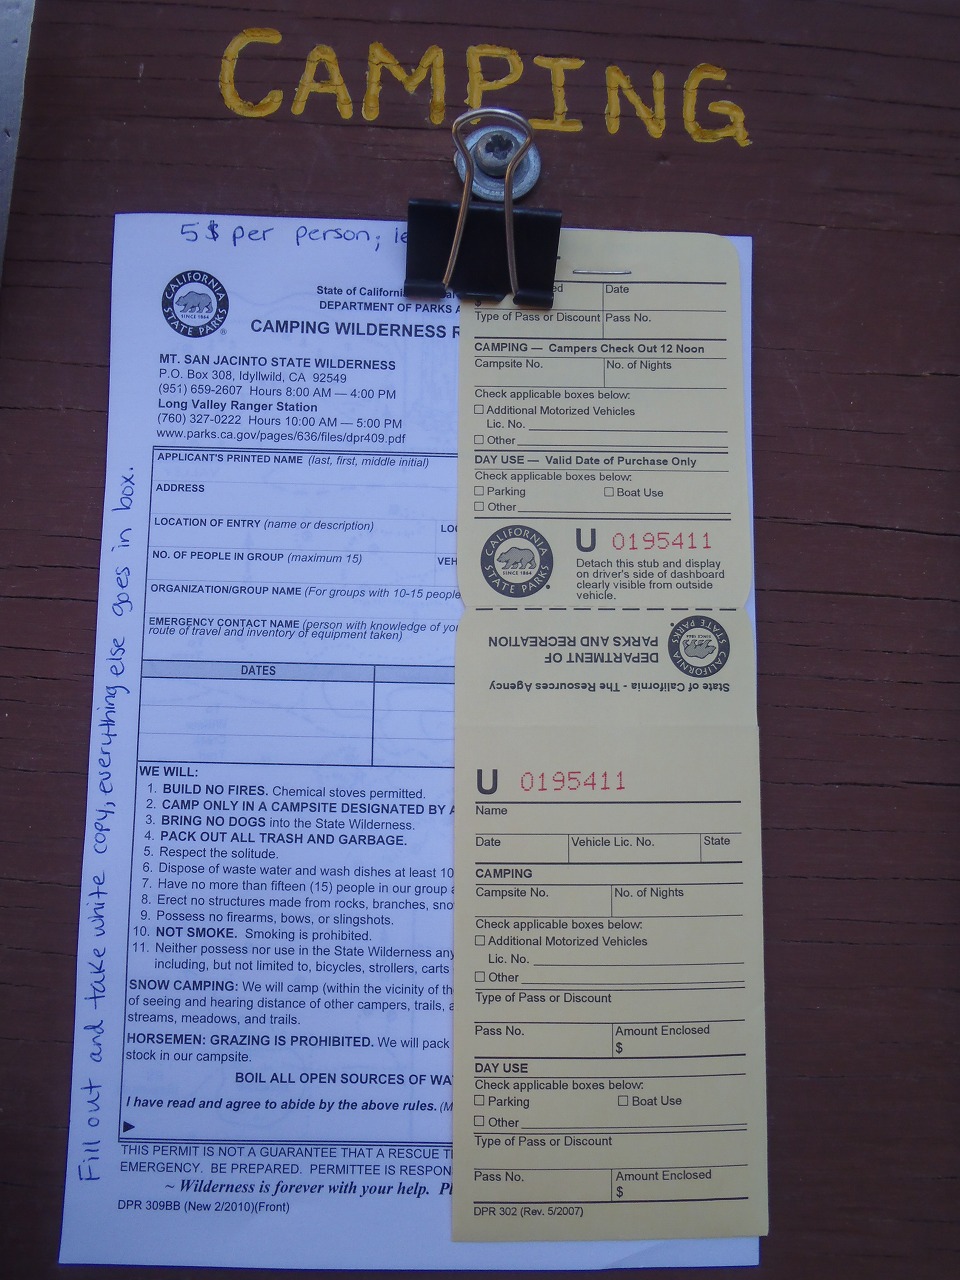 CAMPING
5$ per person;
CALIFORNIA
SINCE 1864
STATE PARKS
State of California
DEPARTMENT OF PARKS
CAMPING WILDERNESS
MT. SAN JACINTO STATE WILDERNESS
P.O. Box 308, Idyllwild, CA 92549
(951) 659-2607 Hours 8:00 AM — 4:00 PM
Long Valley Ranger Station
(760) 327-0222 Hours 10:00 AM — 5:00 PM
www.parks.ca.gov/pages/636/files/dpr409.pdf
APPLICANT'S PRINTED NAME (last, first, middle initial)
ADDRESS
LOCATION OF ENTRY (name or description)
NO. OF PEOPLE IN GROUP (maximum 15)
ORGANIZATION/GROUP NAME (For groups with 10-15 people
EMERGENCY CONTACT NAME (person with knowledge of
route of travel and inventory of equipment taken)
DATES
WE WILL:
1. BUILD NO FIRES. Chemical stoves permitted.
2. CAMP ONLY IN A CAMPSITE DESIGNATED BY
3. BRING NO DOGS into the State Wilderness.
4. PACK OUT ALL TRASH AND GARBAGE.
5. Respect the solitude.
6. Dispose of waste water and wash dishes at least 10
7. Have no more than fifteen (15) people in our group
8. Erect no structures made from rocks, branches, sno
9. Possess no firearms, bows, or slingshots.
10. NOT SMOKE. Smoking is prohibited.
11. Neither possess nor use in the State Wilderness any
including, but not limited to, bicycles, strollers, carts
SNOW CAMPING: We will camp (within the vicinity of th
of seeing and hearing distance of other campers, trails,
streams, meadows, and trails.
HORSEMEN: GRAZING IS PROHIBITED. We will pack
stock in our campsite.
BOIL ALL OPEN SOURCES OF WA
I have read and agree to abide by the above rules.
THIS PERMIT IS NOT A GUARANTEE THAT A RESCUE
EMERGENCY. BE PREPARED. PERMITTEE IS RESPON
~ Wilderness is forever with your help. Pl
DPR 309BB (New 2/2010)(Front)
Fill out and take white copy, everything else goes in box.
Date
$
Type of Pass or Discount Pass No.
CAMPING — Campers Check Out 12 Noon
Campsite No. No. of Nights
Check applicable boxes below:
Additional Motorized Vehicles
Lic. No.
Other
DAY USE — Valid Date of Purchase Only
Check applicable boxes below:
Parking Boat Use
Other
CALIFORNIA
SINCE 1864
STATE PARKS
U 0195411
Detach this stub and display
on driver's side of dashboard
clearly visible from outside
vehicle.
State of California - The Resources Agency
DEPARTMENT OF
PARKS AND RECREATION
CALIFORNIA
SINCE 1864
STATE PARKS
U 0195411
Name
Date Vehicle Lic. No. State
CAMPING
Campsite No. No. of Nights
Check applicable boxes below:
Additional Motorized Vehicles
Lic. No.
Other
Type of Pass or Discount
Pass No. Amount Enclosed
$
DAY USE
Check applicable boxes below:
Parking Boat Use
Other
Type of Pass or Discount
Pass No. Amount Enclosed
$
DPR 302 (Rev. 5/2007)